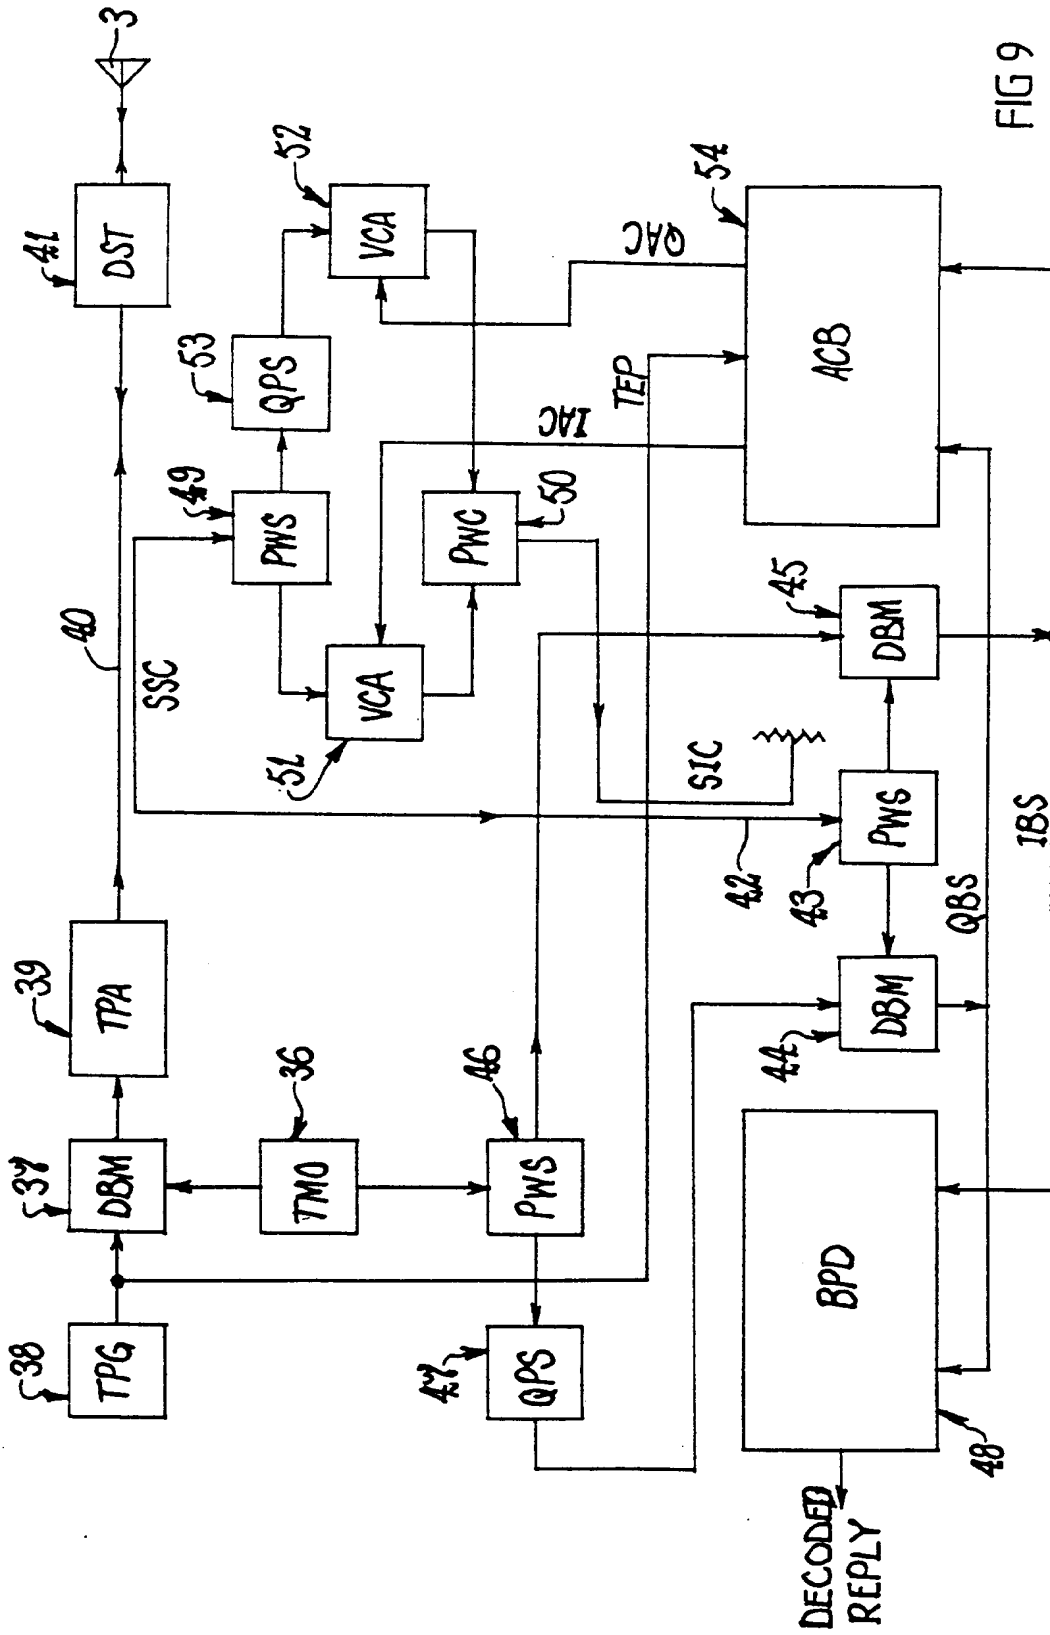 38
TPG
37
DBM
39
TPA
40
41
DST
3
SSC
36
TMO
49
PWS
53
QPS
52
VCA
51
VCA
PWC
50
47
QPS
46
PWS
IAC
TEP
QAC
SIC
42
DECODED
REPLY
BPD
48
44
DBM
43
PWS
45
DBM
ACB
54
QBS
IBS
FIG 9